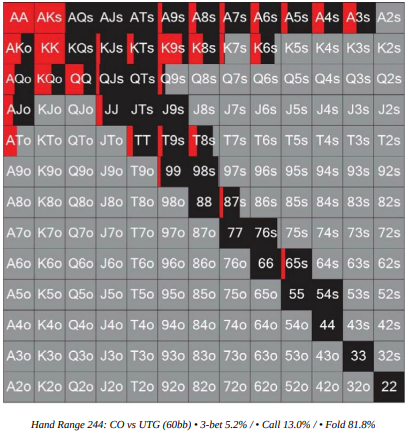 AA AKs AQs AJs ATs A9s A8s A7s A6s A5s A4s A3s A2s
AKo KK KQs KJs KTs K9s K8s K7s K6s K5s K4s K3s K2s
AQo KQo QQ QJs QTs Q9s Q8s Q7s Q6s Q5s Q4s Q3s Q2s
AJo KJo QJo JJ JTs J9s J8s J7s J6s J5s J4s J3s J2s
ATo KTo QTo JTo TT T9s T8s T7s T6s T5s T4s T3s T2s
A9o K9o Q9o J9o T9o 99 98s 97s 96s 95s 94s 93s 92s
A8o K8o Q8o J8o T8o 98o 88 87s 86s 85s 84s 83s 82s
A7o K7o Q7o J7o T7o 97o 87o 77 76s 75s 74s 73s 72s
A6o K6o Q6o J6o T6o 96o 86o 76o 66 65s 64s 63s 62s
A5o K5o Q5o J5o T5o 95o 85o 75o 65o 55 54s 53s 52s
A4o K4o Q4o J4o T4o 94o 84o 74o 64o 54o 44 43s 42s
A3o K3o Q3o J3o T3o 93o 83o 73o 63o 53o 43o 33 32s
A2o K2o Q2o J2o T2o 92o 82o 72o 62o 52o 42o 32o 22
Hand Range 244: CO vs UTG (60bb) • 3-bet 5.2% / • Call 13.0% / • Fold 81.8%